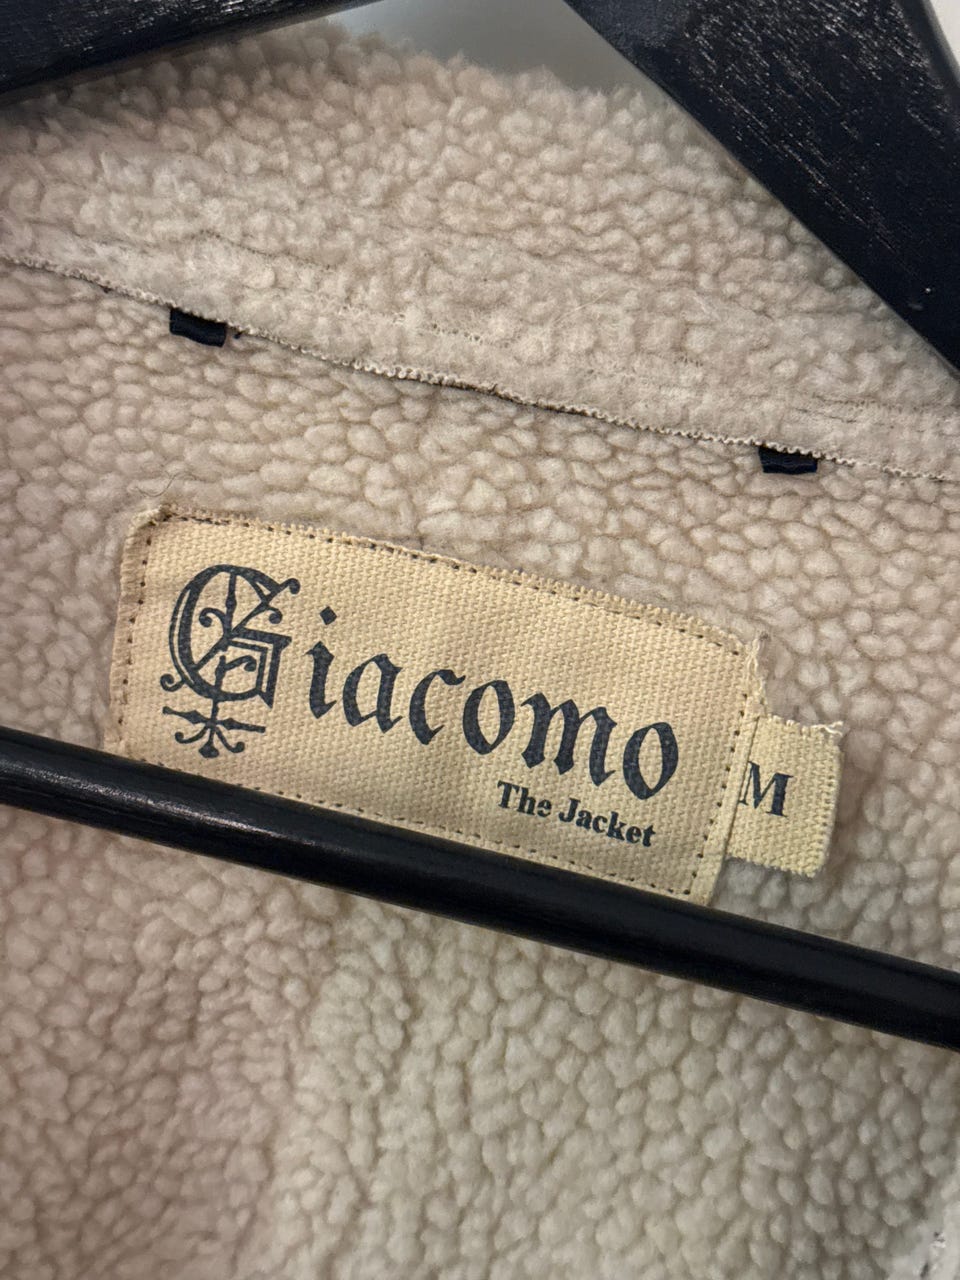 Giacomo
The Jacket
M